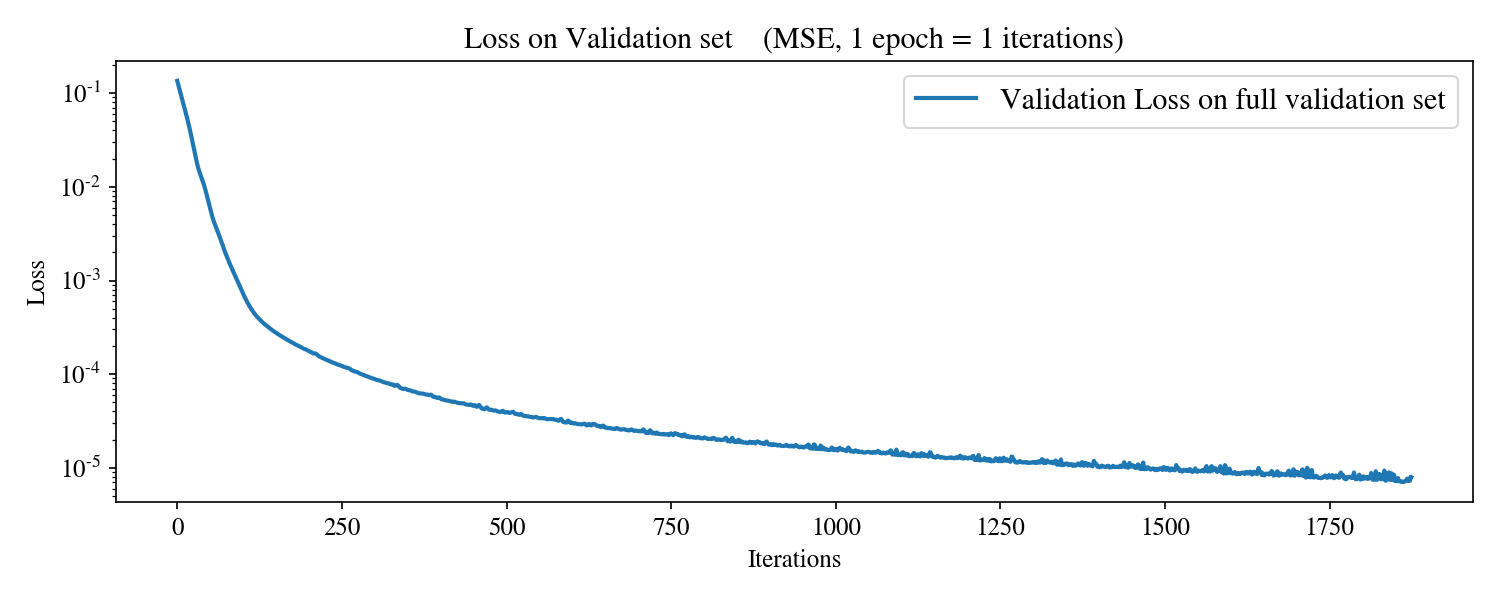 Loss on Validation set    (MSE, 1 epoch = 1 iterations)
Validation Loss on full validation set
Loss
10⁻¹
10⁻²
10⁻³
10⁻⁴
10⁻⁵
0 250 500 750 1000 1250 1500 1750
Iterations